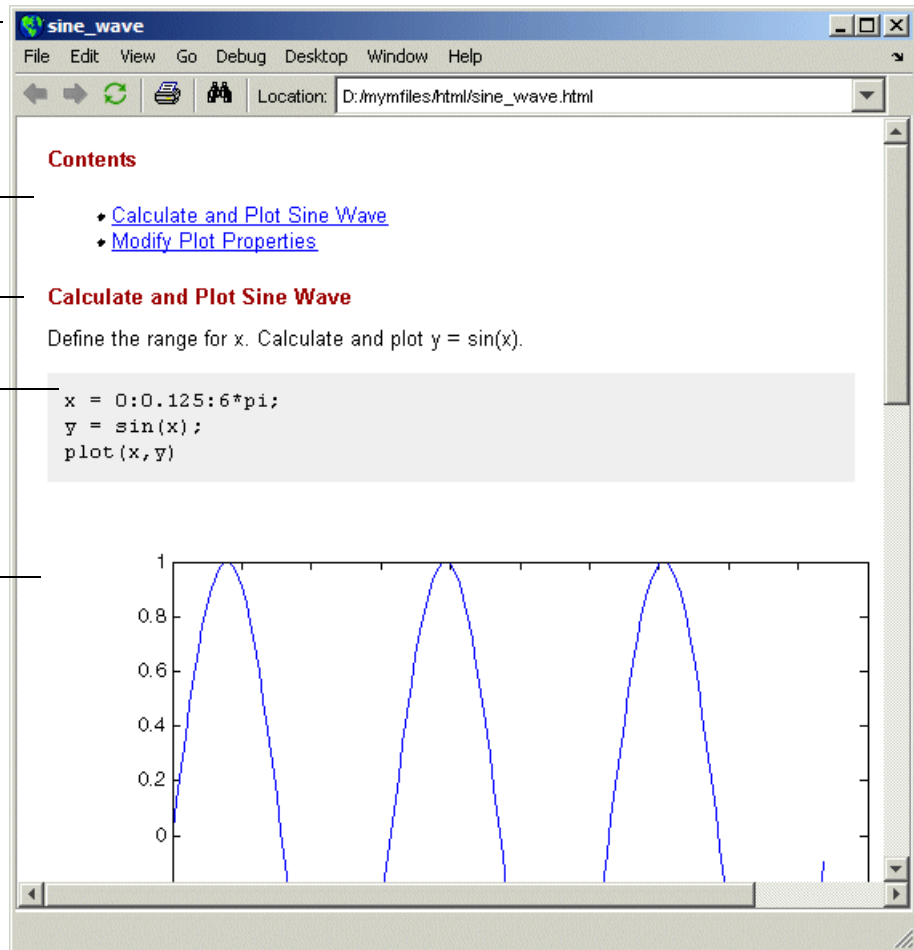 sine_wave
File Edit View Go Debug Desktop Window Help
Location: D:/mymfiles/html/sine_wave.html
Contents
Calculate and Plot Sine Wave
Modify Plot Properties
Calculate and Plot Sine Wave
Define the range for x. Calculate and plot y = sin(x).
x = 0:0.125:6*pi;
y = sin(x);
plot(x,y)
1
0.8
0.6
0.4
0.2
0